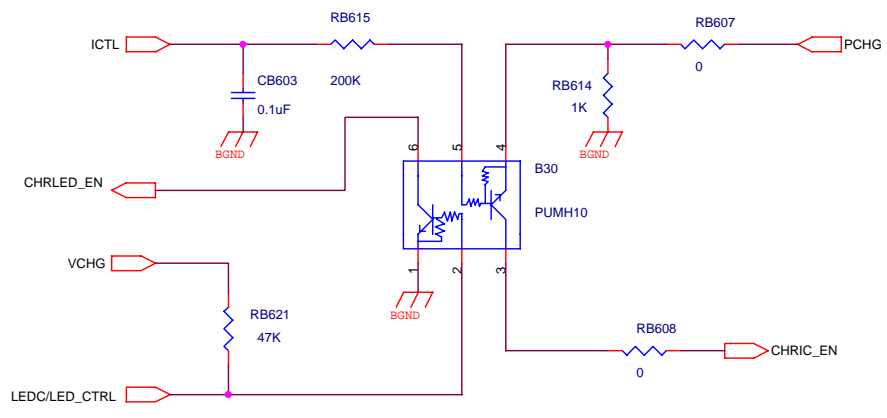 RB615
RB607
ICTL
PCHG
CB603
200K
0
RB614
0.1uF
1K
BGND
6
5
4
BGND
B30
CHRLED_EN
PUMH10
VCHG
1
2
3
BGND
RB621
RB608
47K
CHRIC_EN
0
LEDC/LED_CTRL